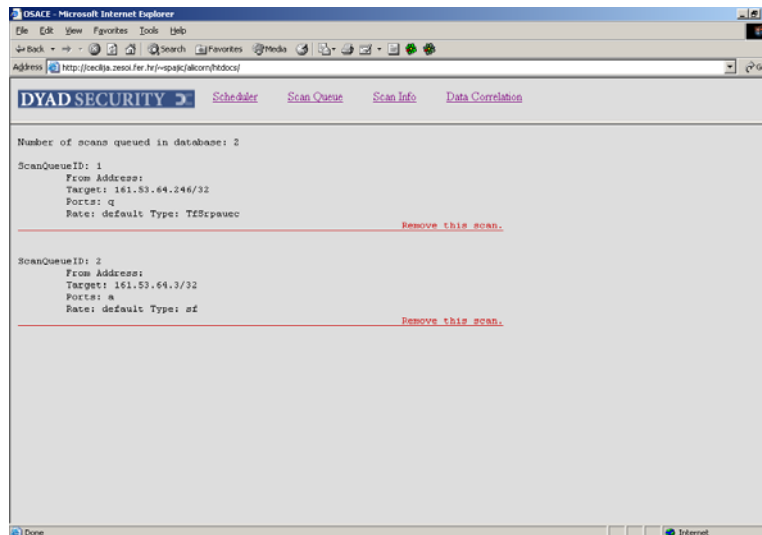 OSACE - Microsoft Internet Explorer
File Edit View Favorites Tools Help
Back Search Favorites Media
Address http://cecilija.zesoi.fer.hr/~spajic/alicorn/htdocs/
DYAD SECURITY Scheduler Scan Queue Scan Info Data Correlation
Number of scans queued in database: 2
ScanQueueID: 1
From Address:
Target: 161.53.64.246/32
Ports: q
Rate: default Type: TfSrpauec
Remove this scan.
ScanQueueID: 2
From Address:
Target: 161.53.64.3/32
Ports: a
Rate: default Type: sf
Remove this scan.
Done Internet